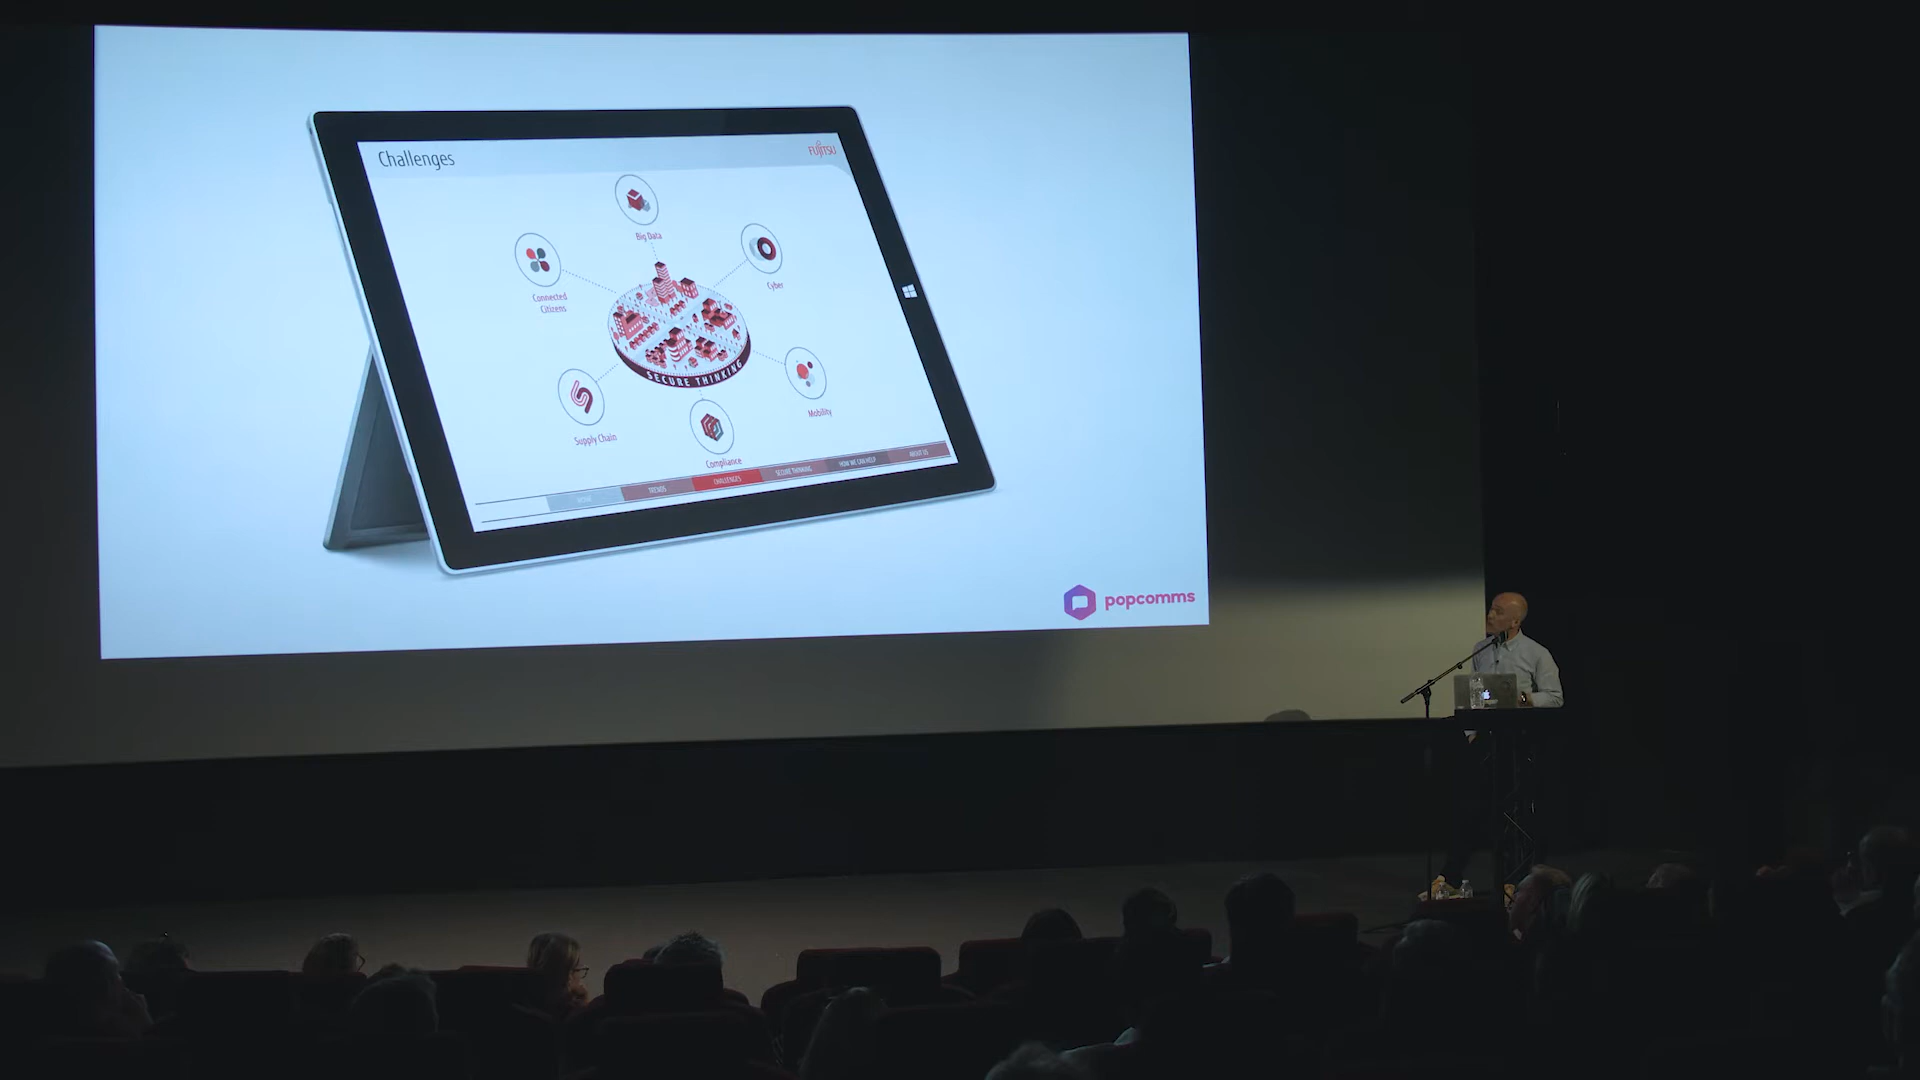 Challenges
FUJITSU
Big Data
Connected
Citizens
Cyber
SECURE THINKING
Mobility
Supply Chain
Compliance
HOME
TRENDS
CHALLENGES
SECURE THINKING
HOW WE CAN HELP
ABOUT US
popcomms